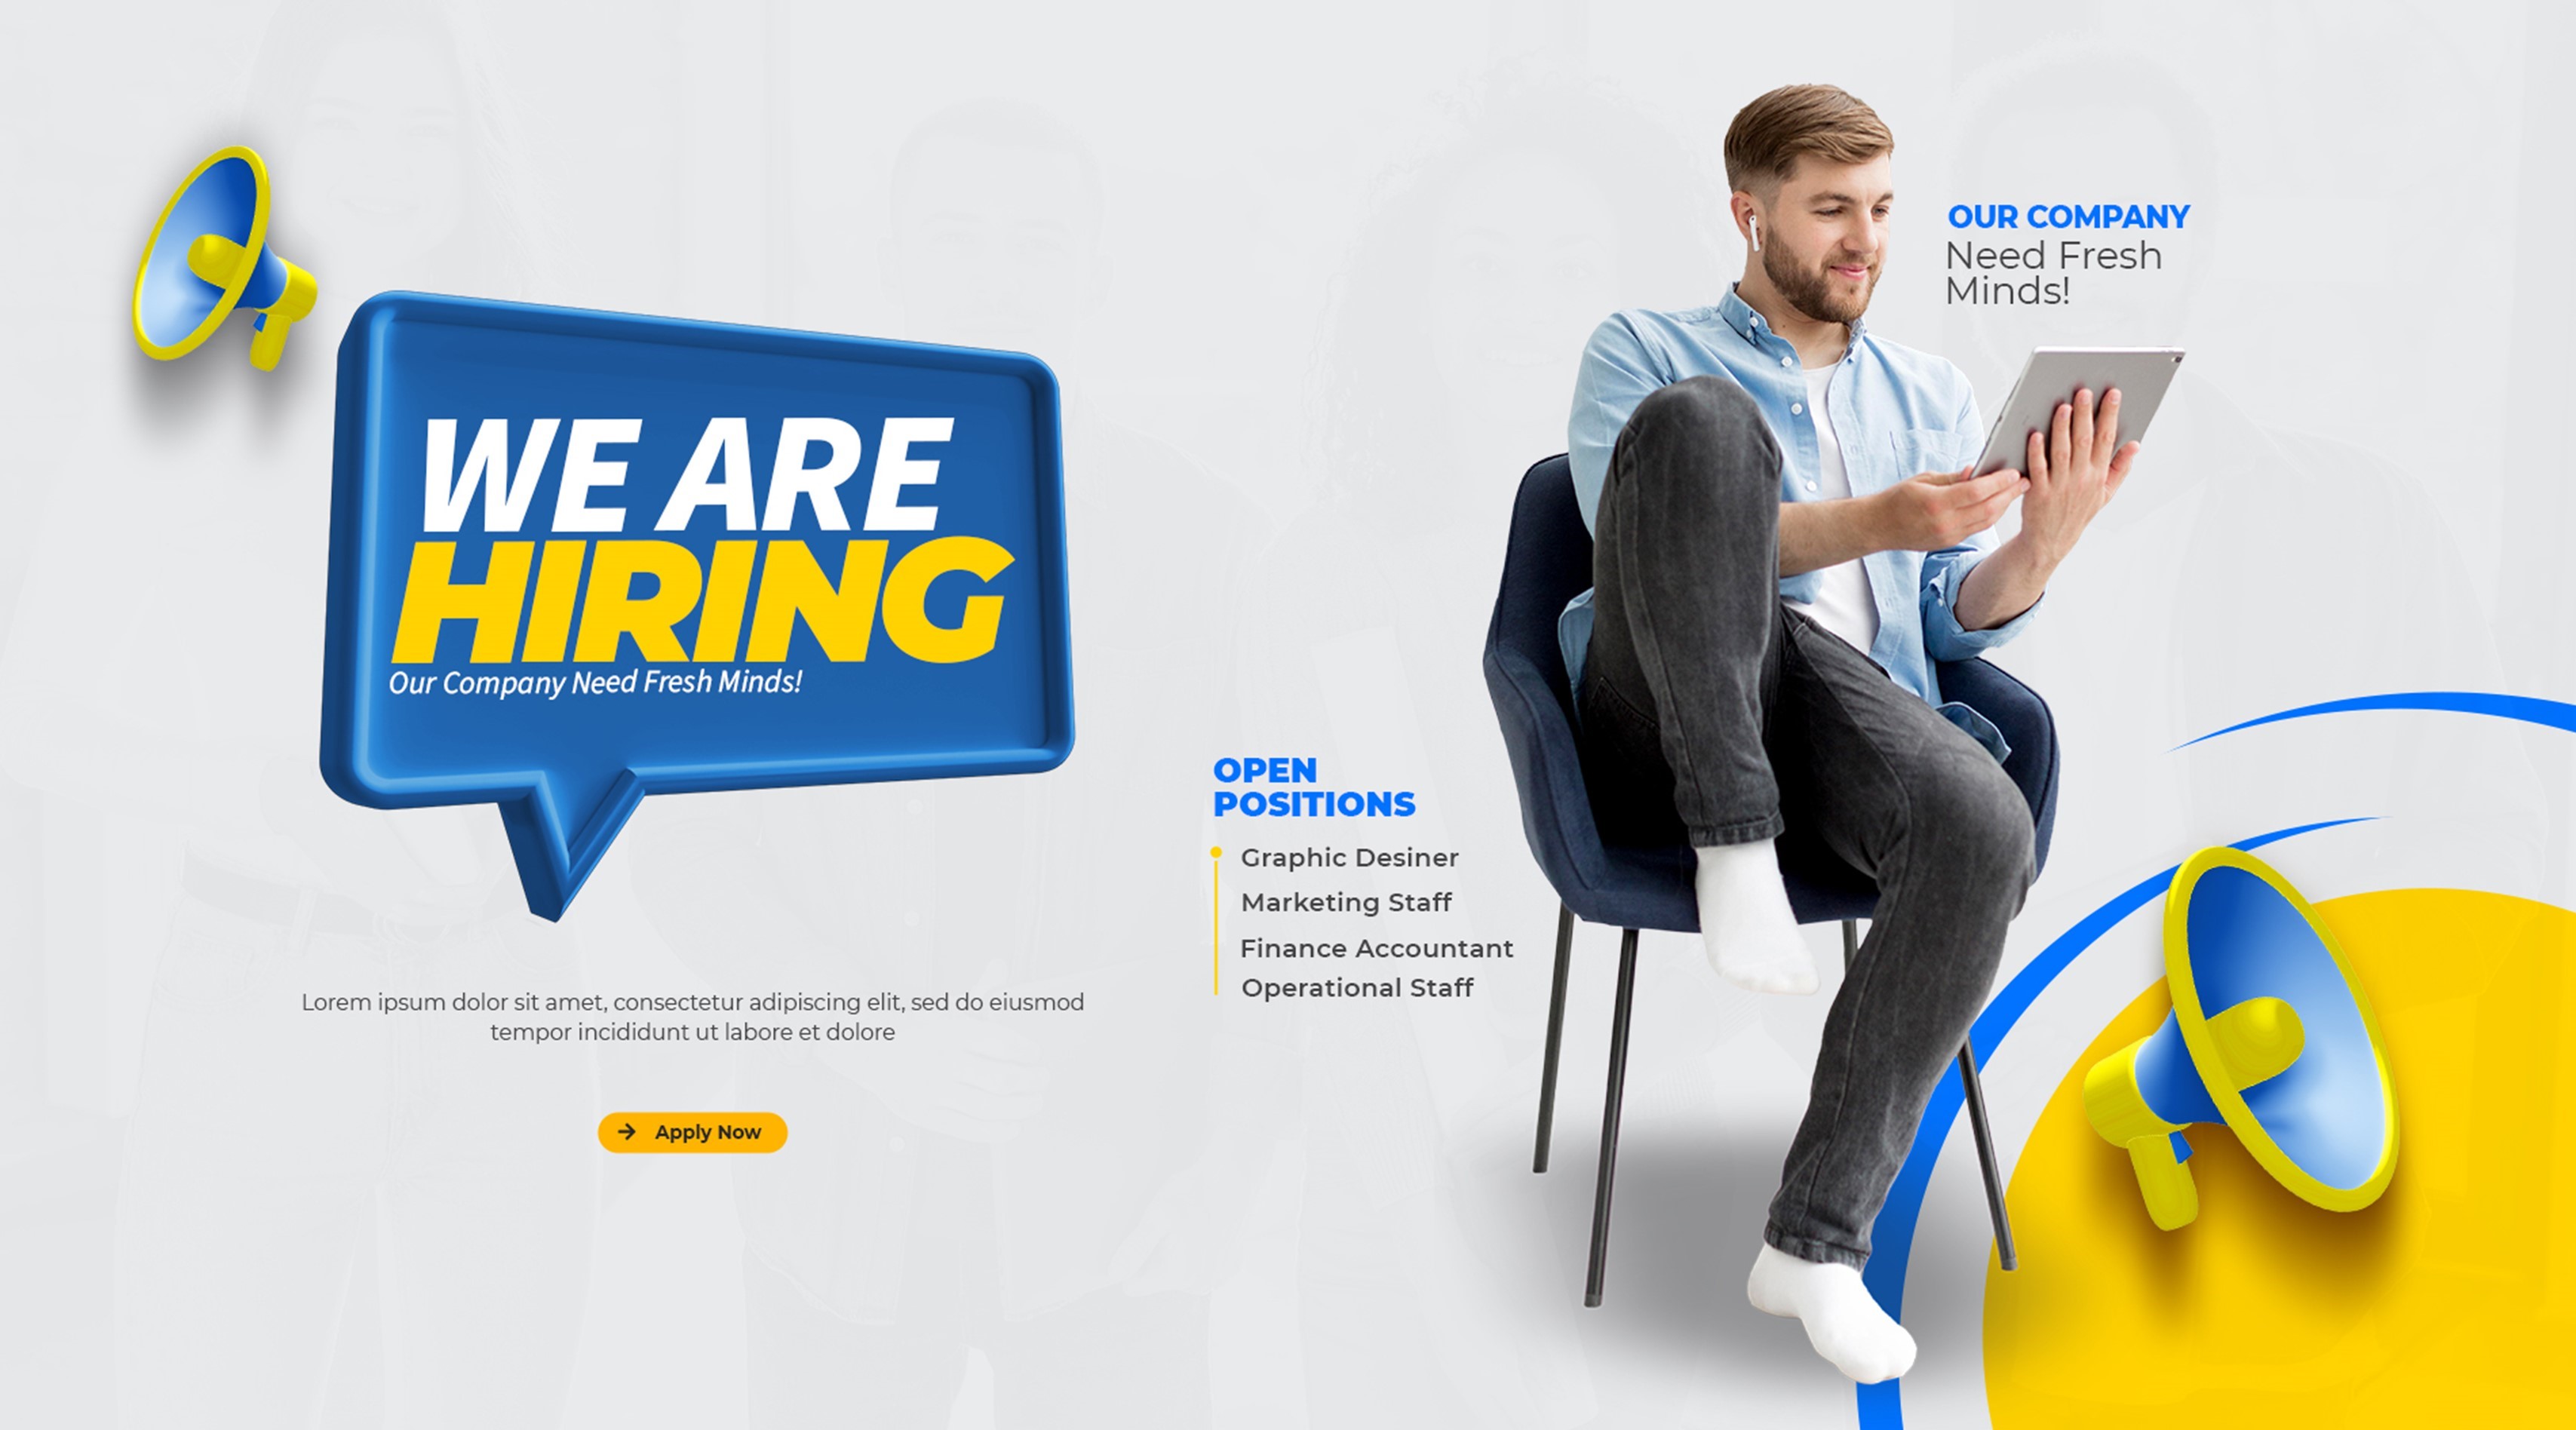 WE ARE
HIRING
Our Company Need Fresh Minds!
Lorem ipsum dolor sit amet, consectetur adipiscing elit, sed do eiusmod
tempor incididunt ut labore et dolore
Apply Now
OUR COMPANY
Need Fresh
Minds!
OPEN
POSITIONS
Graphic Desiner
Marketing Staff
Finance Accountant
Operational Staff